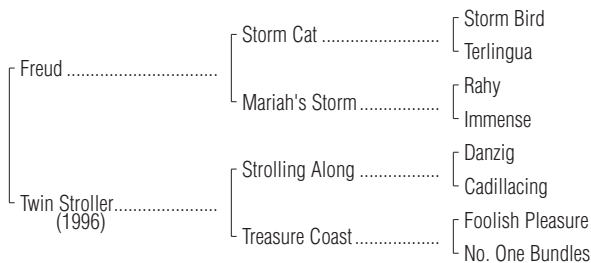 Storm Bird
Storm Cat ........................
Terlingua
Freud ..............................
Rahy
Mariah's Storm ................
Immense
Danzig
Strolling Along ................
Cadillacing
Twin Stroller.....................
(1996)
Foolish Pleasure
Treasure Coast .................
No. One Bundles